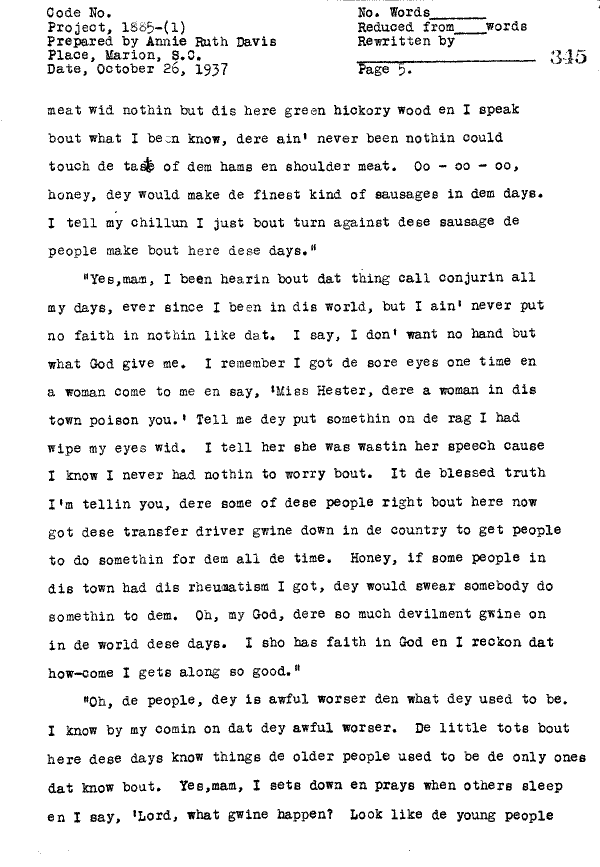 Code No.
No. Words
Project, 1885-(1)
Reduced from words
Prepared by Annie Ruth Davis
Rewritten by
Place, Marion, S.C.
345
Date, October 26, 1937
Page 5.
meat wid nothin but dis here green hickory wood en I speak
bout what I been know, dere ain' never been nothin could
touch de taste of dem hams en shoulder meat. Oo - oo - oo,
honey, dey would make de finest kind of sausages in dem days.
I tell my chillun I just bout turn against dese sausage de
people make bout here dese days."
"Yes,mam, I been hearin bout dat thing call conjurin all
my days, ever since I been in dis world, but I ain' never put
no faith in nothin like dat. I say, I don' want no hand but
what God give me. I remember I got de sore eyes one time en
a woman come to me en say, 'Miss Hester, dere a woman in dis
town poison you.' Tell me dey put somethin on de rag I had
wipe my eyes wid. I tell her she was wastin her speech cause
I know I never had nothin to worry bout. It de blessed truth
I'm tellin you, dere some of dese people right bout here now
got dese transfer driver gwine down in de country to get people
to do somethin for dem all de time. Honey, if some people in
dis town had dis rheumatism I got, dey would swear somebody do
somethin to dem. Oh, my God, dere so much devilment gwine on
in de world dese days. I sho has faith in God en I reckon dat
how-come I gets along so good."
"Oh, de people, dey is awful worser den what dey used to be.
I know by my comin on dat dey awful worser. De little tots bout
here dese days know things de older people used to be de only ones
dat know bout. Yes,mam, I sets down en prays when others sleep
en I say, 'Lord, what gwine happen? Look like de young people